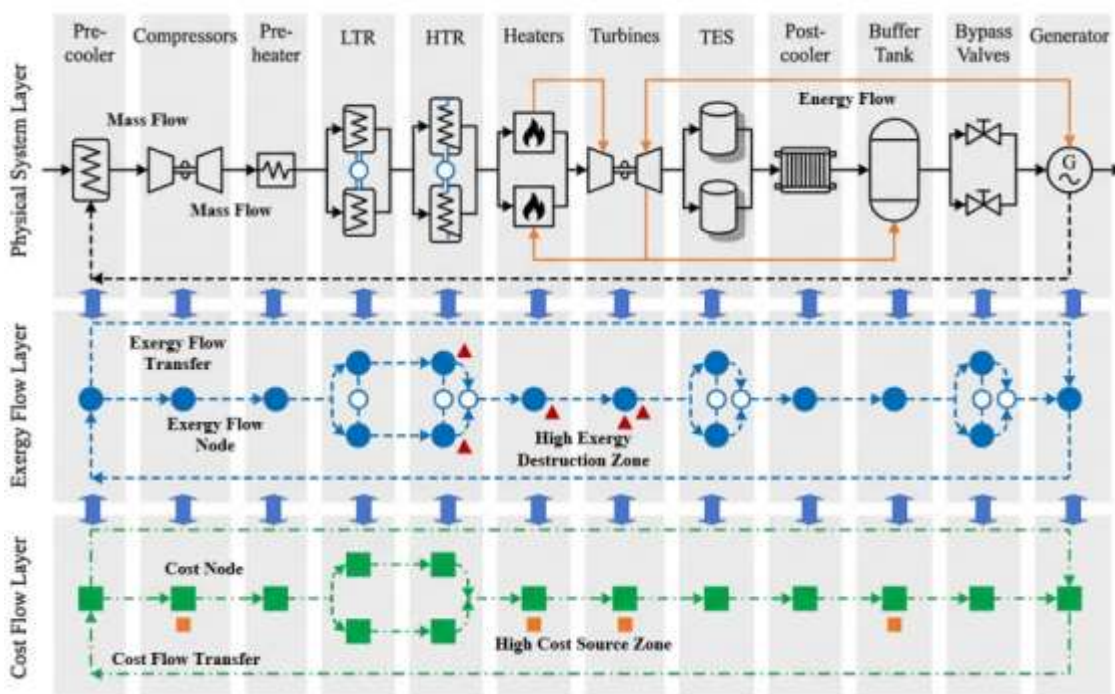 Pre-
cooler
Compressors
Pre-
heater
LTR
HTR
Heaters
Turbines
TES
Post-
cooler
Buffer
Tank
Bypass
Valves
Generator
Physical System Layer
Mass Flow
Mass Flow
Energy Flow
G
Exergy Flow Layer
Exergy Flow
Transfer
Exergy Flow
Node
High Exergy
Destruction Zone
Cost Flow Layer
Cost Node
Cost Flow Transfer
High Cost Source Zone